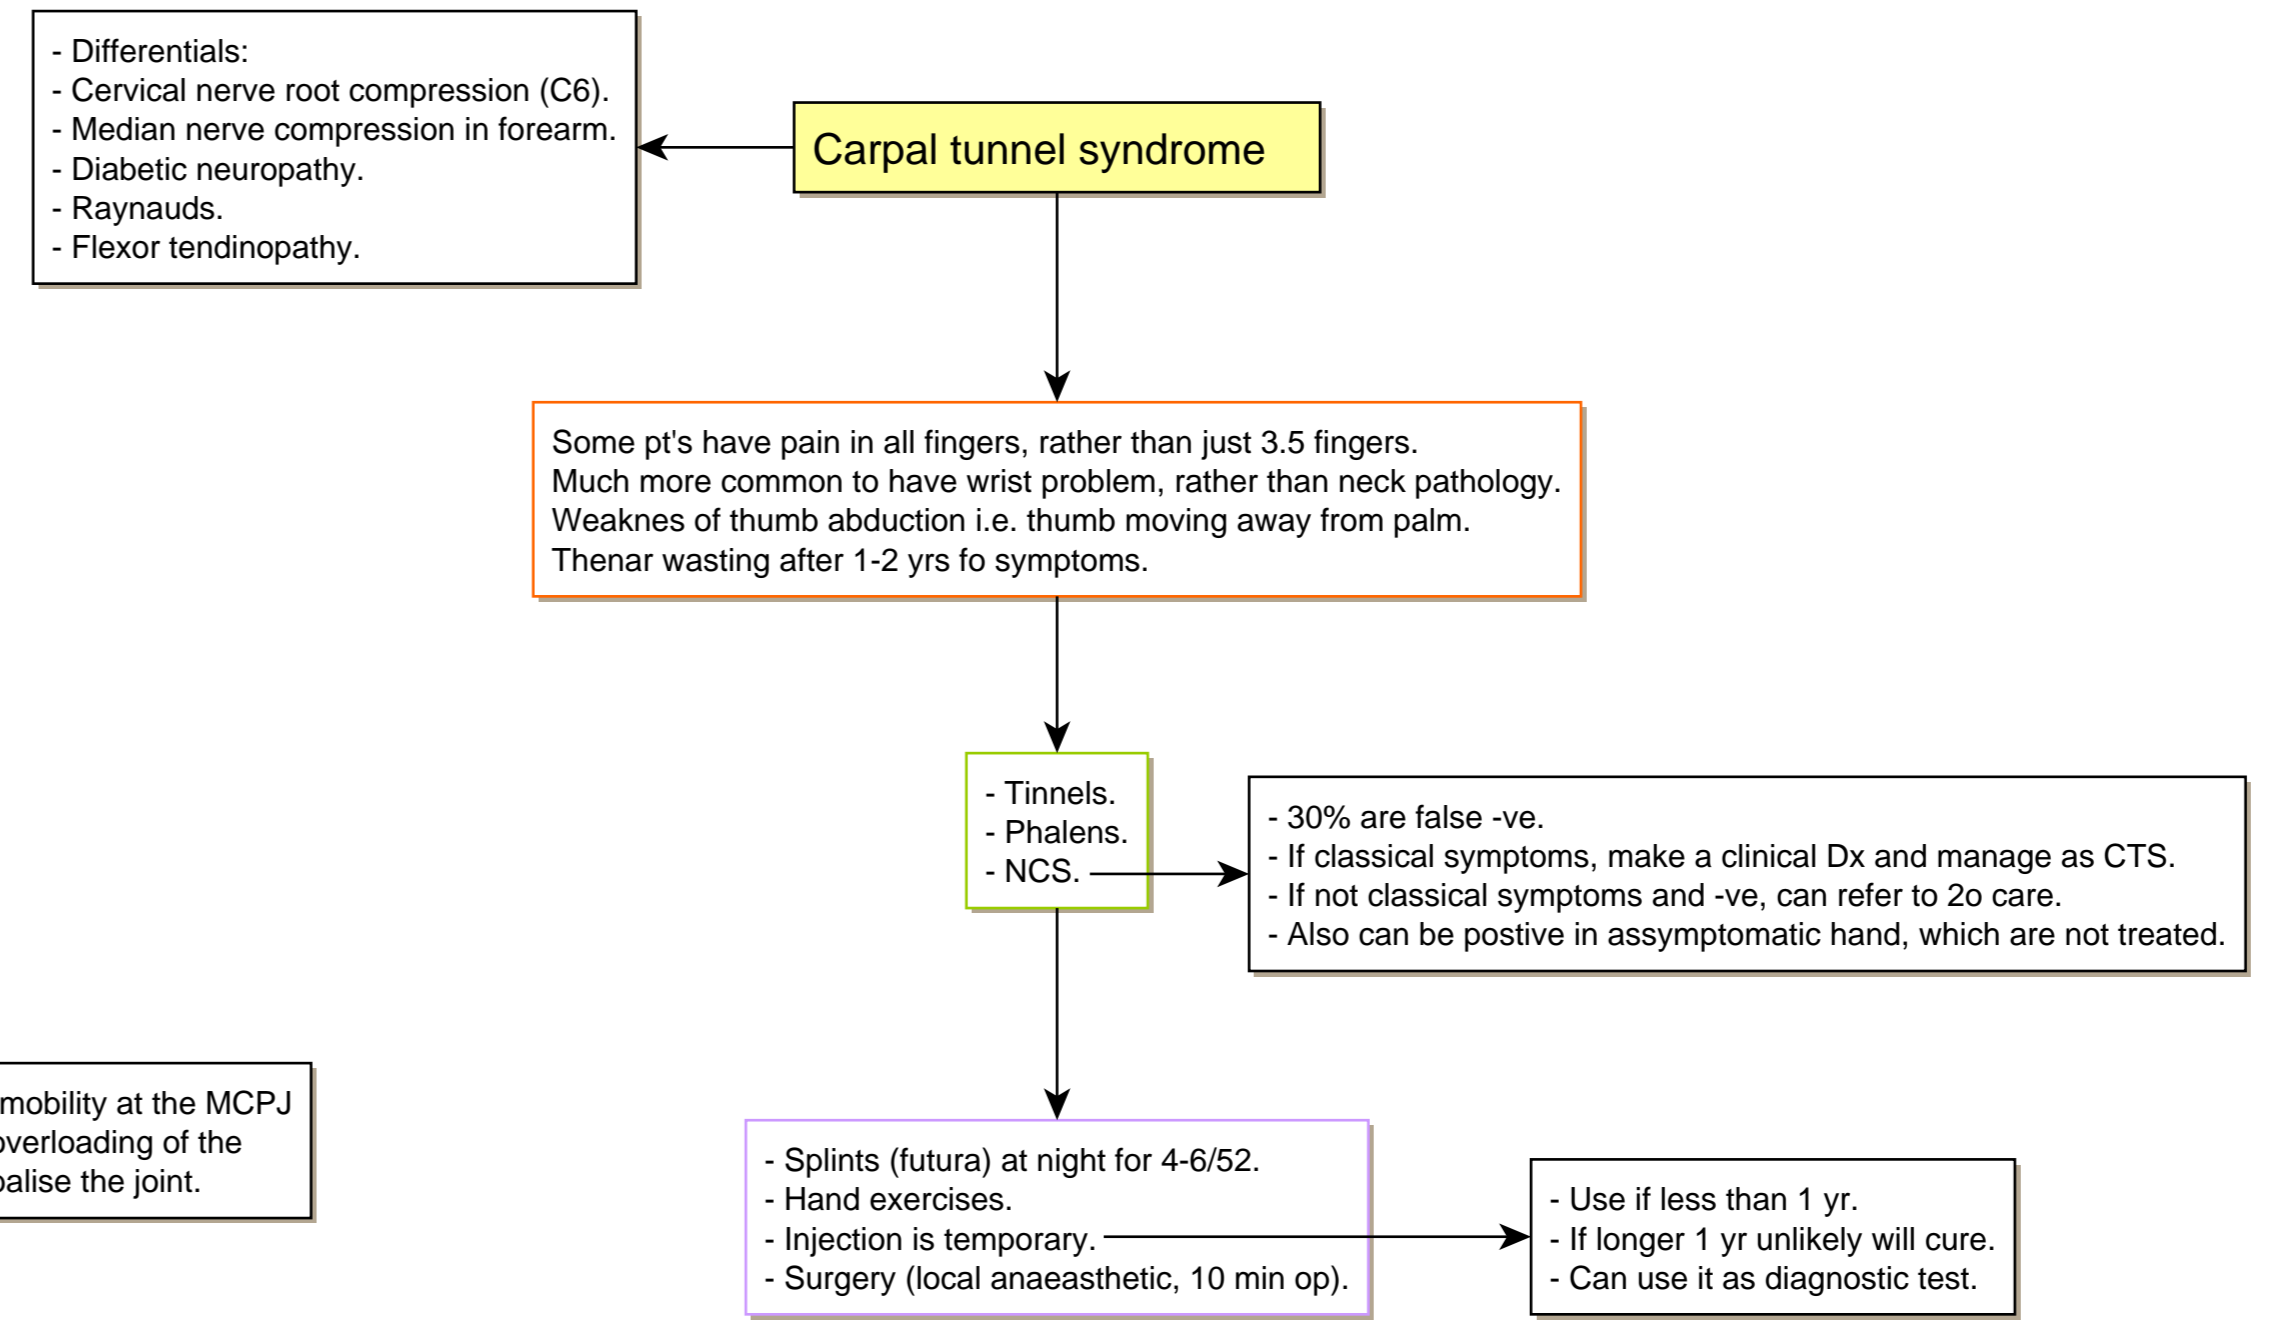 - Differentials:
- Cervical nerve root compression (C6).
- Median nerve compression in forearm.
- Diabetic neuropathy.
- Raynauds.
- Flexor tendinopathy.
Carpal tunnel syndrome
Some pt's have pain in all fingers, rather than just 3.5 fingers.
Much more common to have wrist problem, rather than neck pathology.
Weaknes of thumb abduction i.e. thumb moving away from palm.
Thenar wasting after 1-2 yrs fo symptoms.
- Tinnels.
- Phalens.
- NCS.
- 30% are false -ve.
- If classical symptoms, make a clinical Dx and manage as CTS.
- If not classical symptoms and -ve, can refer to 2o care.
- Also can be postive in assymptomatic hand, which are not treated.
mobility at the MCPJ
overloading of the
the joint.
- Splints (futura) at night for 4-6/52.
- Hand exercises.
- Injection is temporary.
- Surgery (local anaeasthetic, 10 min op).
- Use if less than 1 yr.
- If longer 1 yr unlikely will cure.
- Can use it as diagnostic test.